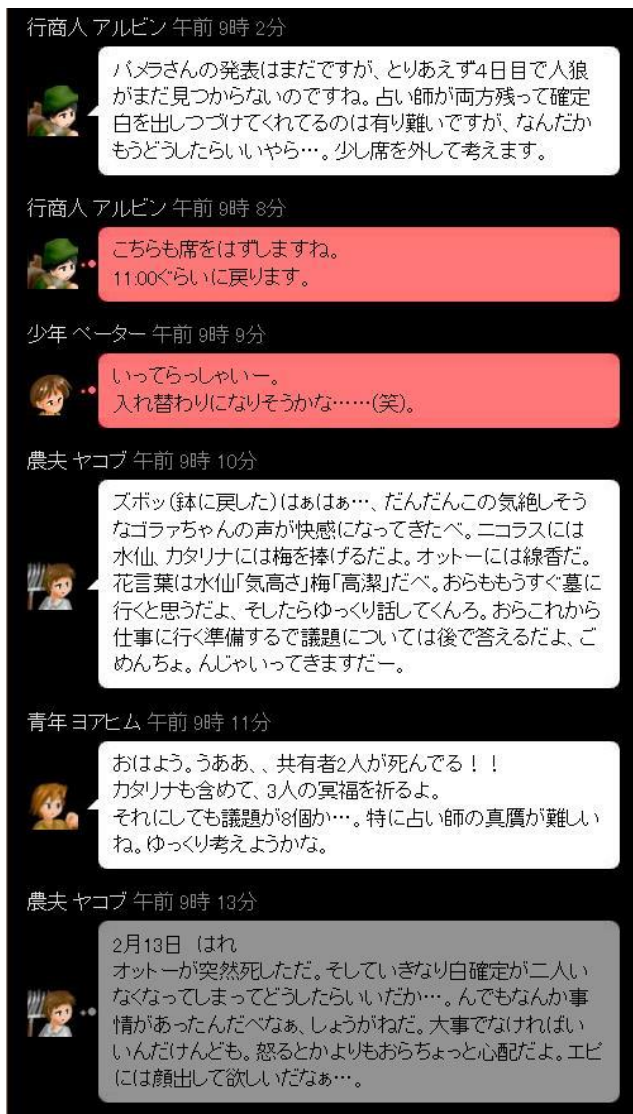 行商人 アルビン 午前 9時 2分
パメラさんの発表はまだですが、とりあえず4日目で人狼
がまだ見つからないのですね。占い師が両方残って確定
白を出しつづけてくれてるのは有り難いですが、なんだか
もうどうしたらいいやら…。少し席を外して考えます。
行商人 アルビン 午前 9時 8分
こちらも席をはずしますね。
11:00ぐらいに戻ります。
少年 ペーター 午前 9時 9分
いってらっしゃいー。
入れ替わりになりそうかな……(笑)。
農夫 ヤコブ 午前 9時 10分
ズボッ(鉢に戻した)はぁはぁ…、だんだんこの気絶しそう
なゴラァちゃんの声が快感になってきたべ。ニコラスには
水仙、カタリナには梅を捧げるだよ。オットーには線香だ。
花言葉は水仙「気高さ」梅「高潔」だべ。おらももうすぐ墓に
行くと思うだよ、そしたらゆっくり話してくんろ。おらこれから
仕事に行く準備するで議題については後で答えるだよ、ご
めんちょ。んじゃいってきますだー。
青年 ヨアヒム 午前 9時 11分
おはよう。うああ、、共有者2人が死んでる！！
カタリナも含めて、3人の冥福を祈るよ。
それにしても議題が8個か…。特に占い師の真贋が難しい
ね。ゆっくり考えようかな。
農夫 ヤコブ 午前 9時 13分
2月13日 はれ
オットーが突然死しただ。そしていきなり白確定が二人い
なくなってしまってどうしたらいいだか…。んでもなんか事
情があったんだべなぁ、しょうがねだ。大事でなければい
いんだけんども。怒るとかよりもおらちょっと心配だよ。エピ
には顔出して欲しいだなぁ…。